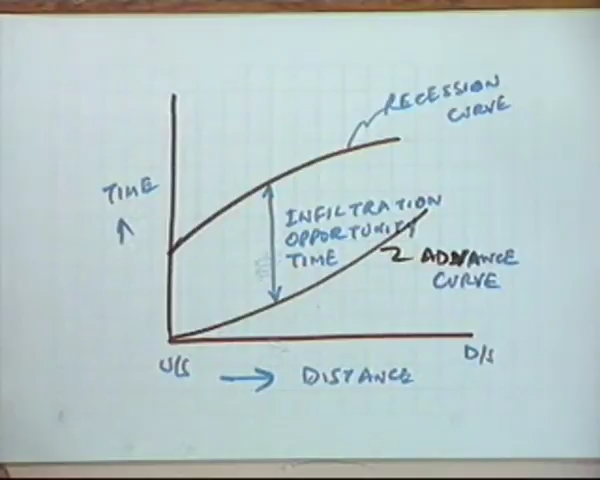 RECESSION
CURVE
TIME
INFILTRATION
OPPORTUNITY
TIME
ADVANCE
CURVE
U/S
D/S
DISTANCE